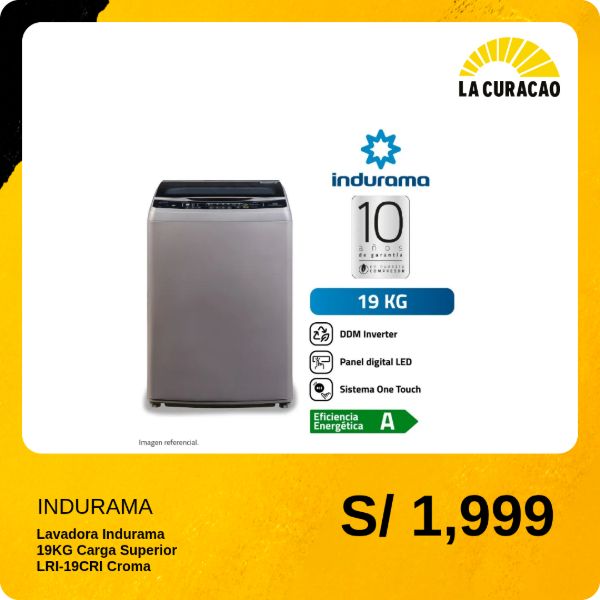 LA CURACAO
indurama
10
años
de garantía
COMPRESOR
19 KG
DDM Inverter
Panel digital LED
Sistema One Touch
Eficiencia
Energética
A
Imagen referencial.
INDURAMA
S/ 1,999
Lavadora Indurama
19KG Carga Superior
LRI-19CRI Croma